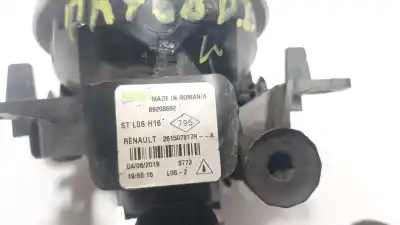 MADE IN ROMANIA
89208692
ST L06 H16
795
RENAULT 261507817R--A
04/06/2019 S773
19:58:16 L06-2